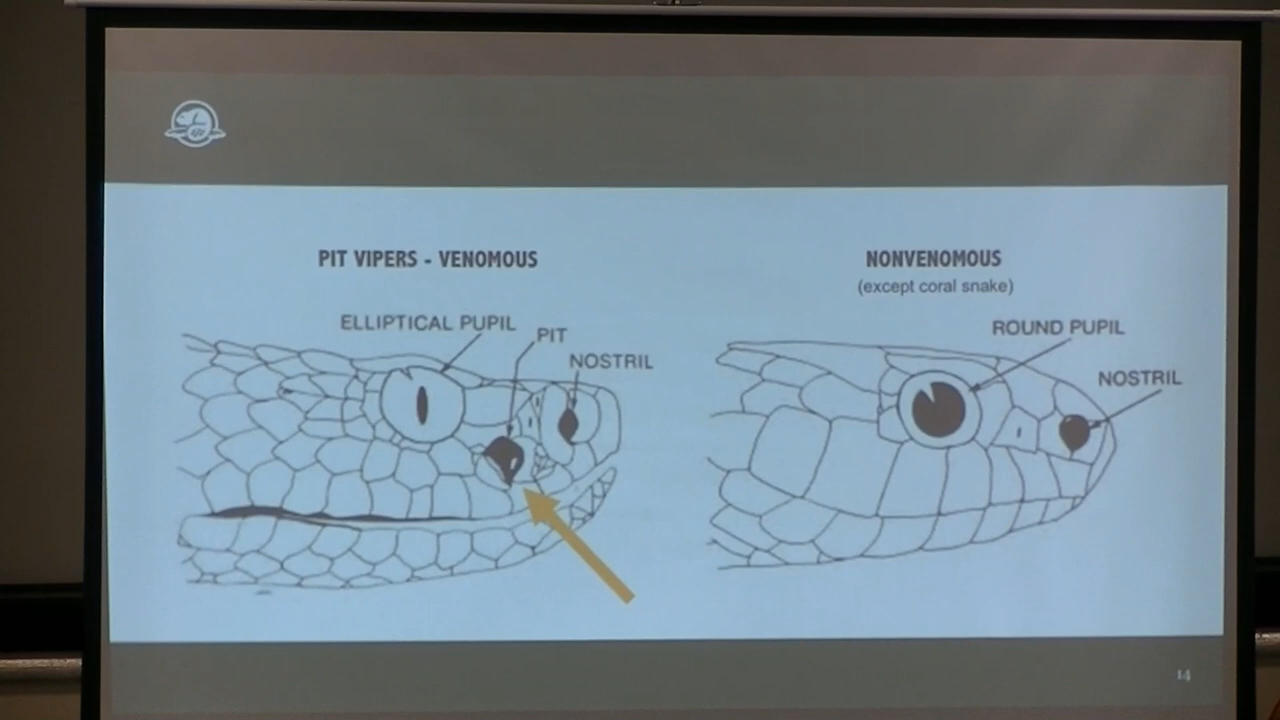 PIT VIPERS - VENOMOUS
ELLIPTICAL PUPIL
PIT
NOSTRIL
NONVENOMOUS
(except coral snake)
ROUND PUPIL
NOSTRIL
14